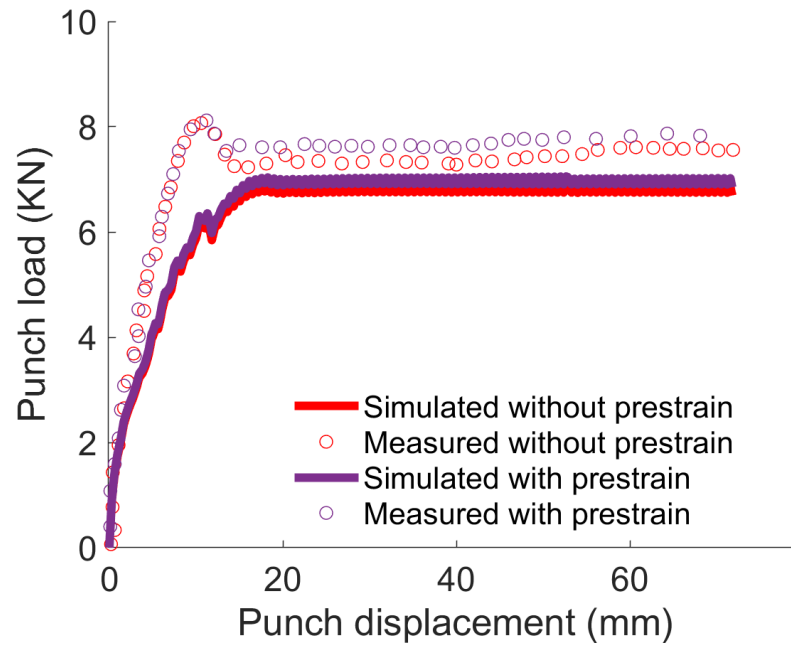 10
8
6
4
2
0
Punch load (KN)
Simulated without prestrain
Measured without prestrain
Simulated with prestrain
Measured with prestrain
0 20 40 60
Punch displacement (mm)